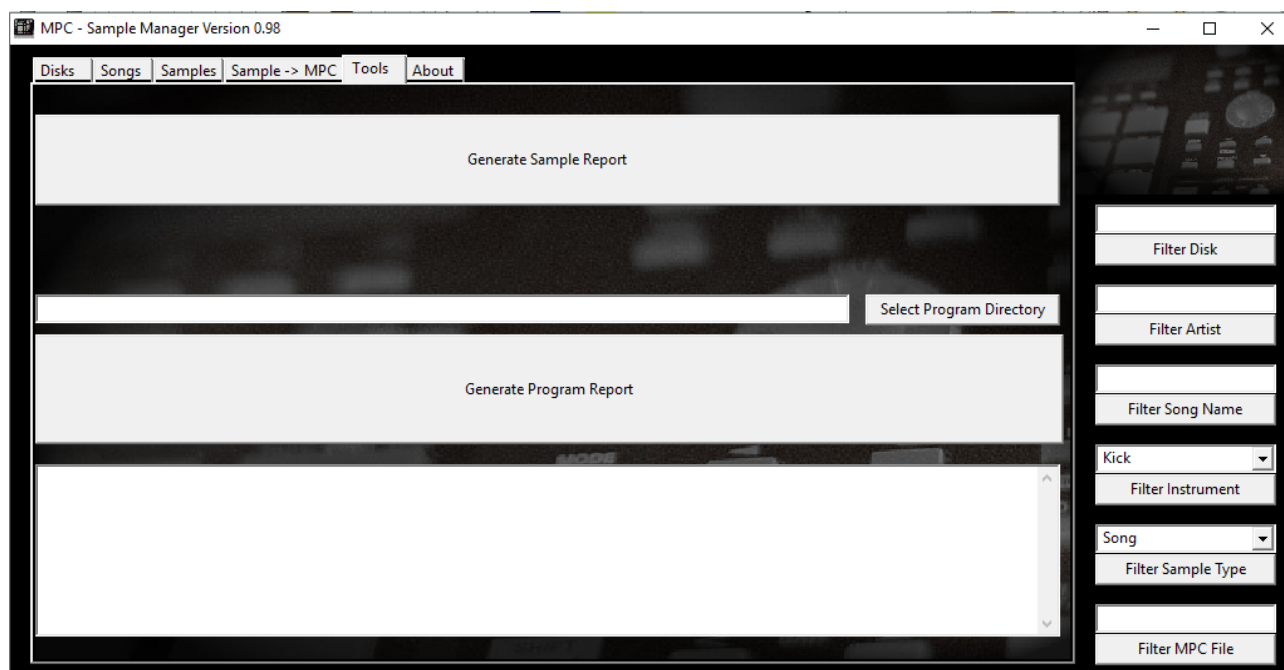 MPC - Sample Manager Version 0.98
Disks Songs Samples Sample -> MPC Tools About
Generate Sample Report
Select Program Directory
Generate Program Report
MODE
Filter Disk
Filter Artist
Filter Song Name
Kick
Filter Instrument
Song
Filter Sample Type
Filter MPC File